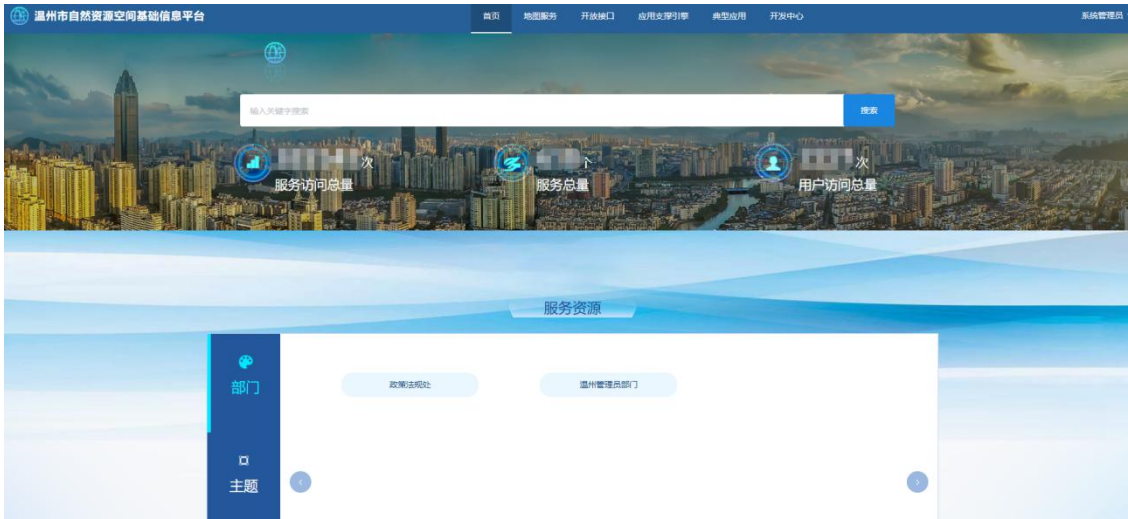 温州市自然资源空间基础信息平台
首页 地图服务 开放接口 应用支撑引擎 典型应用 开发中心
系统管理员
输入关键字搜索
搜索
次 个 次
服务访问总量 服务总量 用户访问总量
服务资源
部门
政策法规处 温州管理员部门
主题